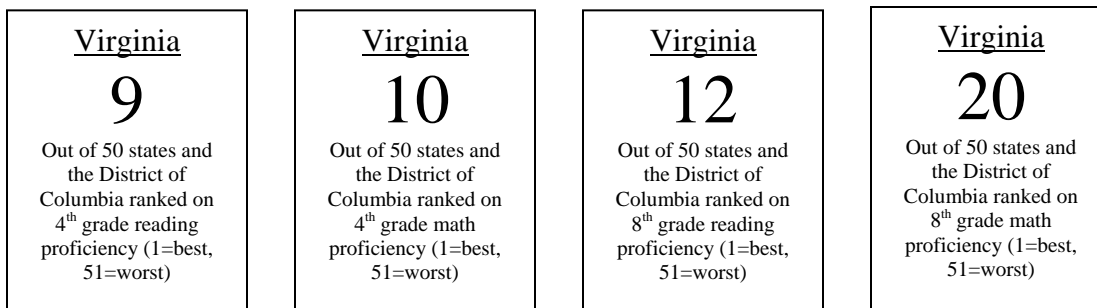 Virginia
9
Out of 50 states and
the District of
Columbia ranked on
4th grade reading
proficiency (1=best,
51=worst)
Virginia
10
Out of 50 states and
the District of
Columbia ranked on
4th grade math
proficiency (1=best,
51=worst)
Virginia
12
Out of 50 states and
the District of
Columbia ranked on
8th grade reading
proficiency (1=best,
51=worst)
Virginia
20
Out of 50 states and
the District of
Columbia ranked on
8th grade math
proficiency (1=best,
51=worst)